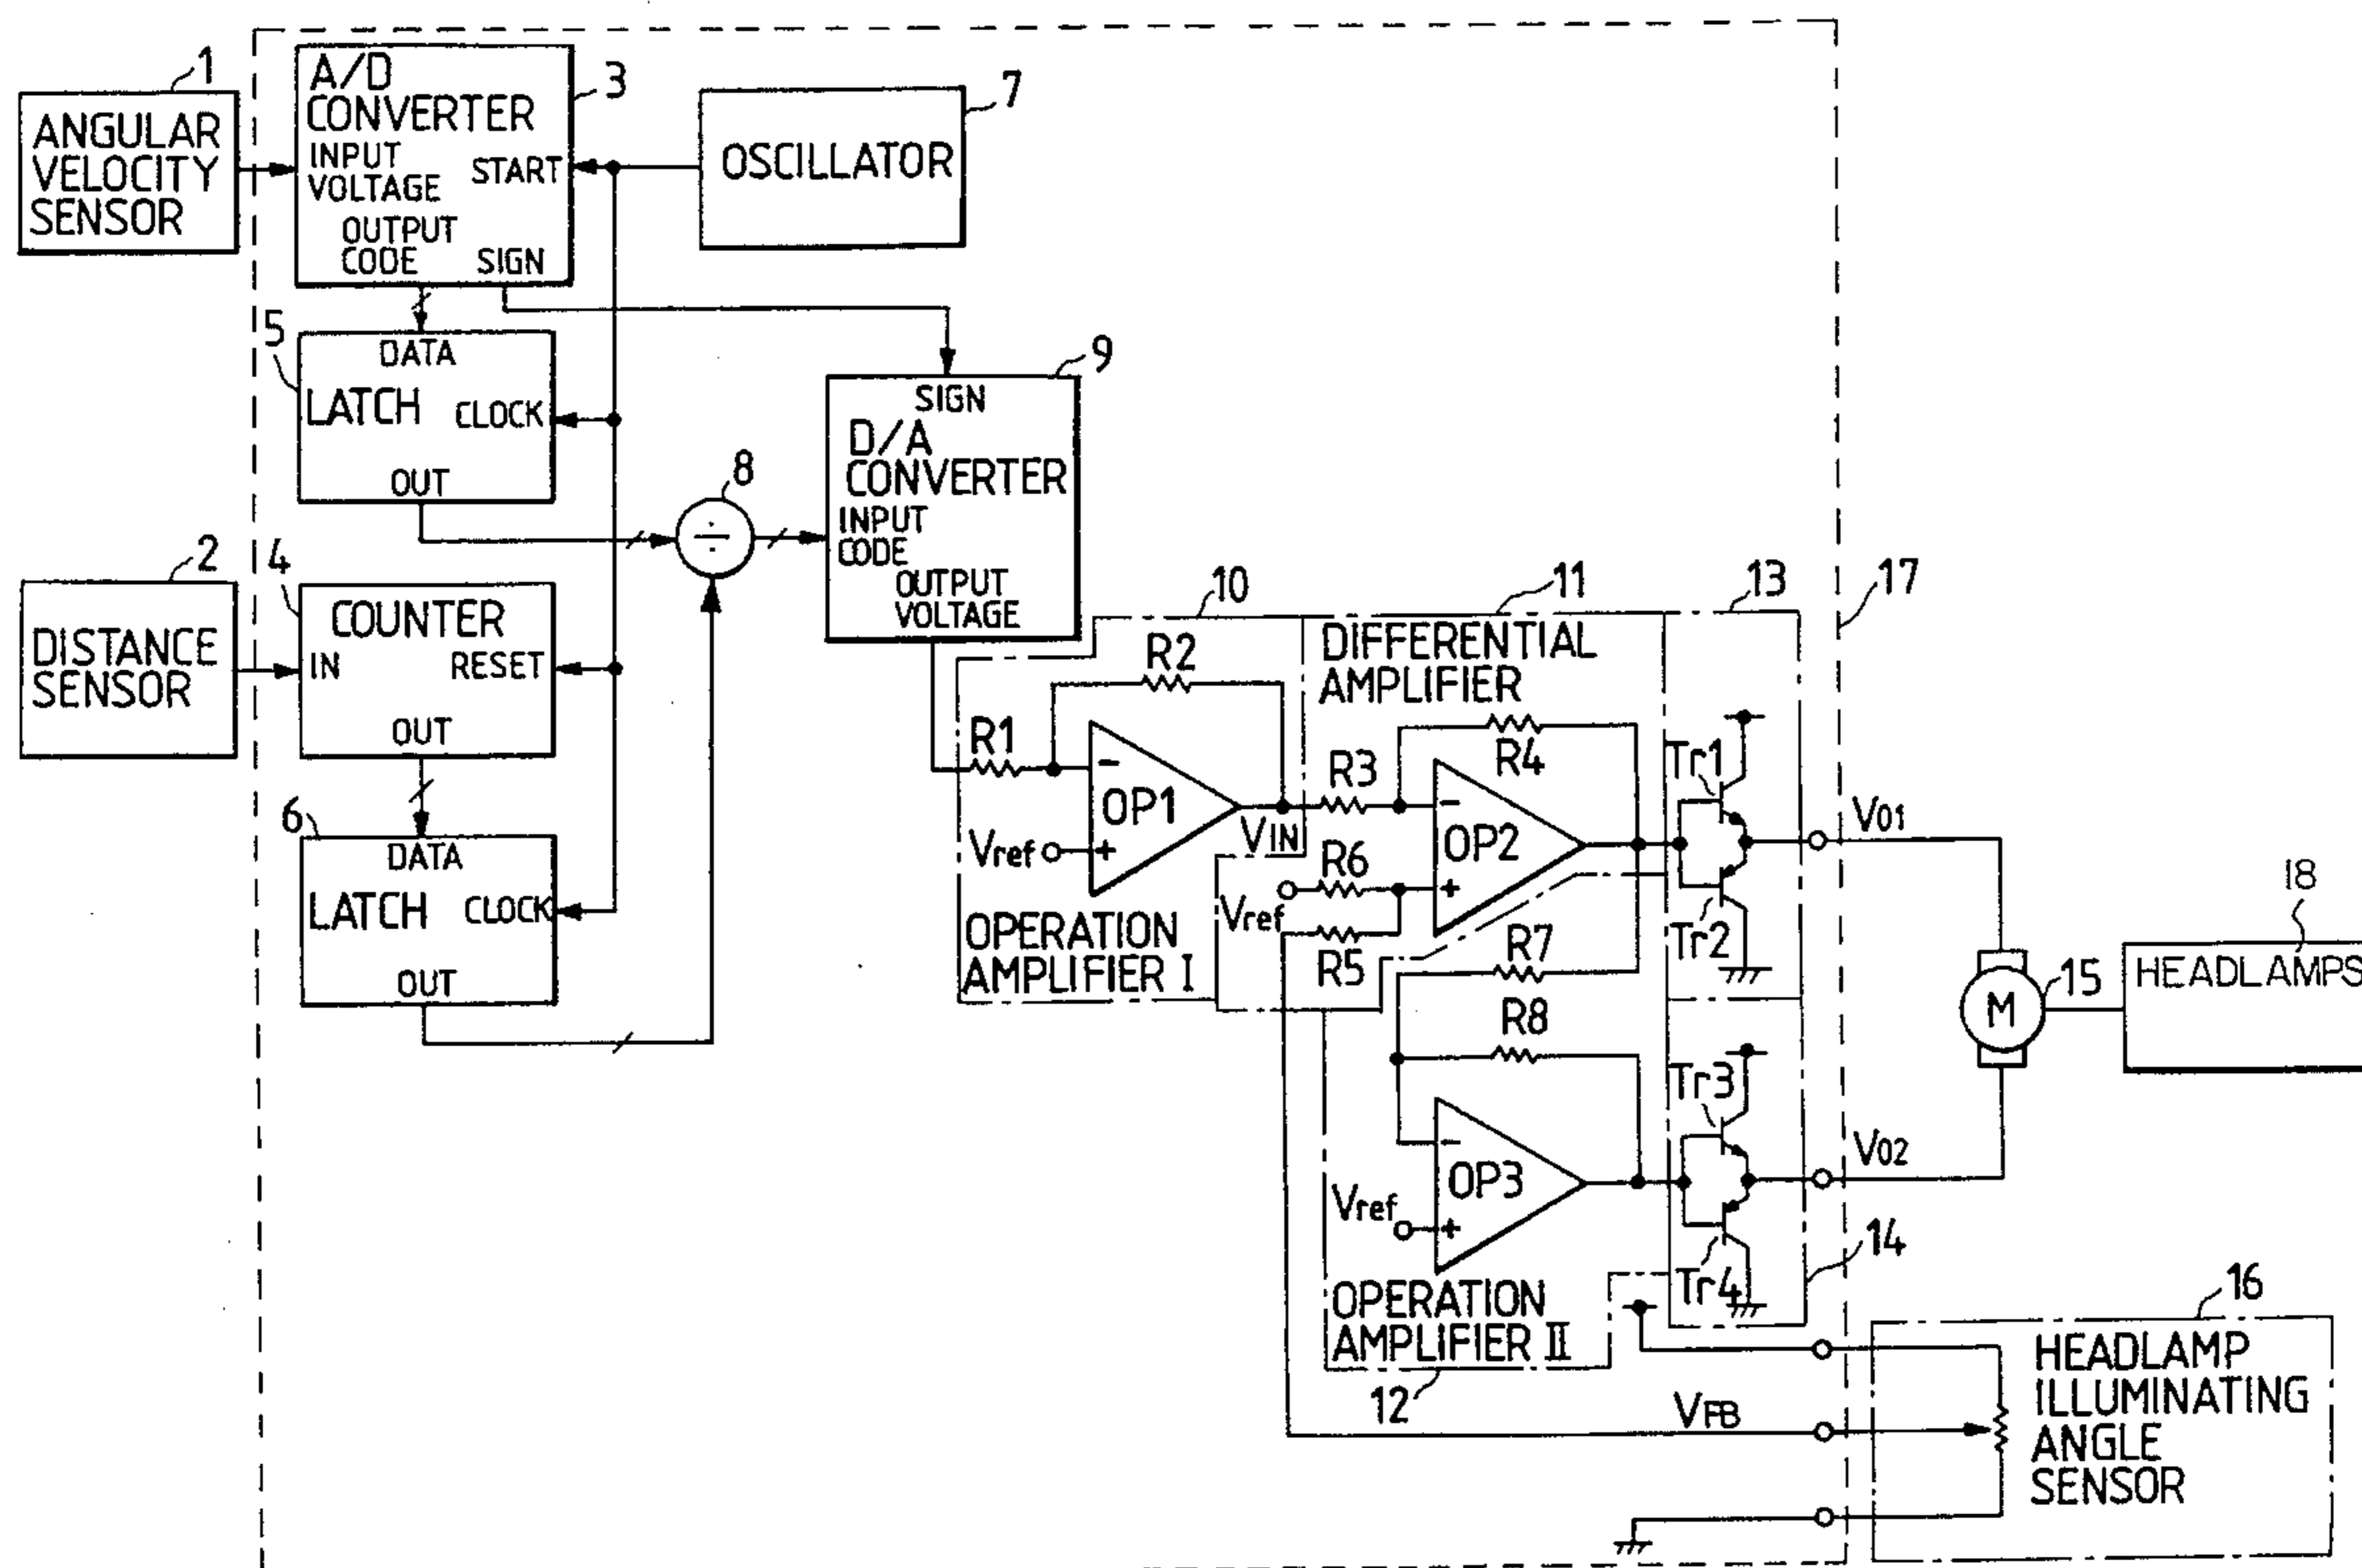 1
ANGULAR
VELOCITY
SENSOR
A/D
CONVERTER
3
INPUT
VOLTAGE
START
OUTPUT
CODE
SIGN
7
OSCILLATOR
5
DATA
LATCH
CLOCK
OUT
8
÷
9
SIGN
D/A
CONVERTER
INPUT
CODE
OUTPUT
VOLTAGE
2
DISTANCE
SENSOR
4
COUNTER
IN
RESET
OUT
6
DATA
LATCH
CLOCK
OUT
10
R2
R1
-
OP1
Vref
+
VIN
OPERATION
AMPLIFIER I
11
DIFFERENTIAL
AMPLIFIER
R4
R3
-
OP2
R6
+
Vref
R5
R7
R8
-
OP3
Vref
+
OPERATION
AMPLIFIER II
12
13
Tr1
Tr2
Tr3
Tr4
14
17
V01
V02
M
15
18
HEADLAMPS
16
HEADLAMP
ILLUMINATING
ANGLE
SENSOR
VFB